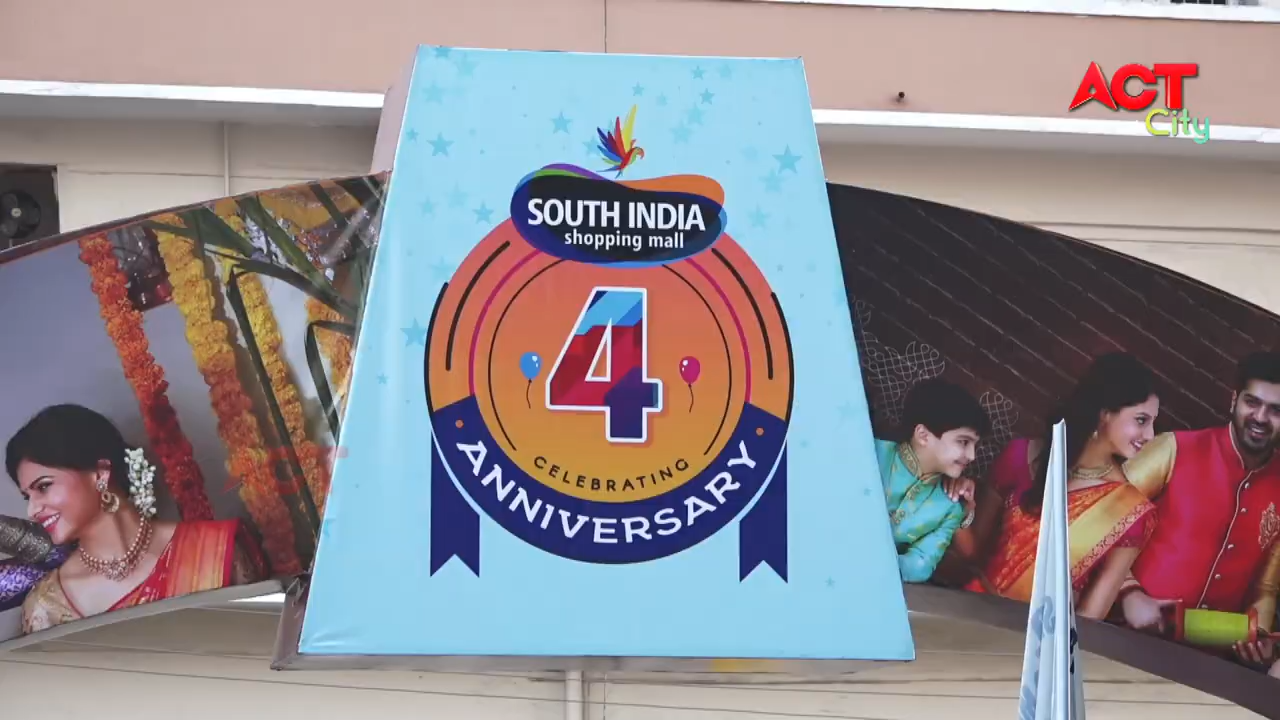 ACT
City
SOUTH INDIA
shopping mall
4
CELEBRATING
ANNIVERSARY